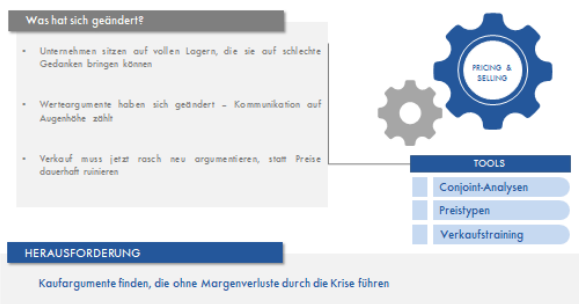 Was hat sich geändert?
• Unternehmen sitzen auf vollen Lagern, die sie auf schlechte
Gedanken bringen können
• Werteargumente haben sich geändert – Kommunikation auf
Augenhöhe zählt
• Verkauf muss jetzt rasch neu argumentieren, statt Preise
dauerhaft ruinieren
PRICING &
SELLING
TOOLS
Conjoint-Analysen
Preistypen
Verkaufstraining
HERAUSFORDERUNG
Kaufargumente finden, die ohne Margenverluste durch die Krise führen